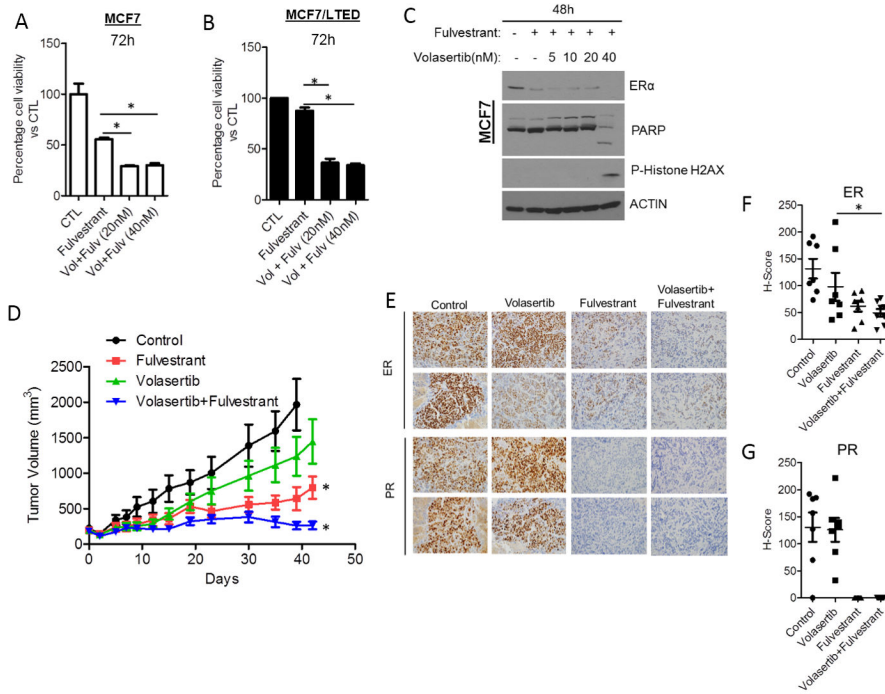 A
MCF7
72h
Percentage cell viability
vs CTL
150
100
50
0
CTL
Fulvestrant
Vol+Fulv (20nM)
Vol+Fulv (40nM)
*
*
B
MCF7/LTED
72h
Percentage cell viability
vs CTL
150
100
50
0
CTL
Fulvestrant
Vol + Fulv (20nM)
Vol + Fulv (40nM)
*
*
C
48h
Fulvestrant: - + + + + +
Volasertib(nM): - - 5 10 20 40
MCF7
ERα
PARP
P-Histone H2AX
ACTIN
D
Control
Fulvestrant
Volasertib
Volasertib+Fulvestrant
Tumor Volume (mm³)
2500
2000
1500
1000
500
0
0 10 20 30 40 50
Days
*
*
E
Control Volasertib Fulvestrant Volasertib+
Fulvestrant
ER
PR
F
ER
*
H-Score
250
200
150
100
50
0
Control
Volasertib
Fulvestrant
Volasertib+Fulvestrant
G
PR
H-Score
250
200
150
100
50
0
Control
Volasertib
Fulvestrant
Volasertib+Fulvestrant